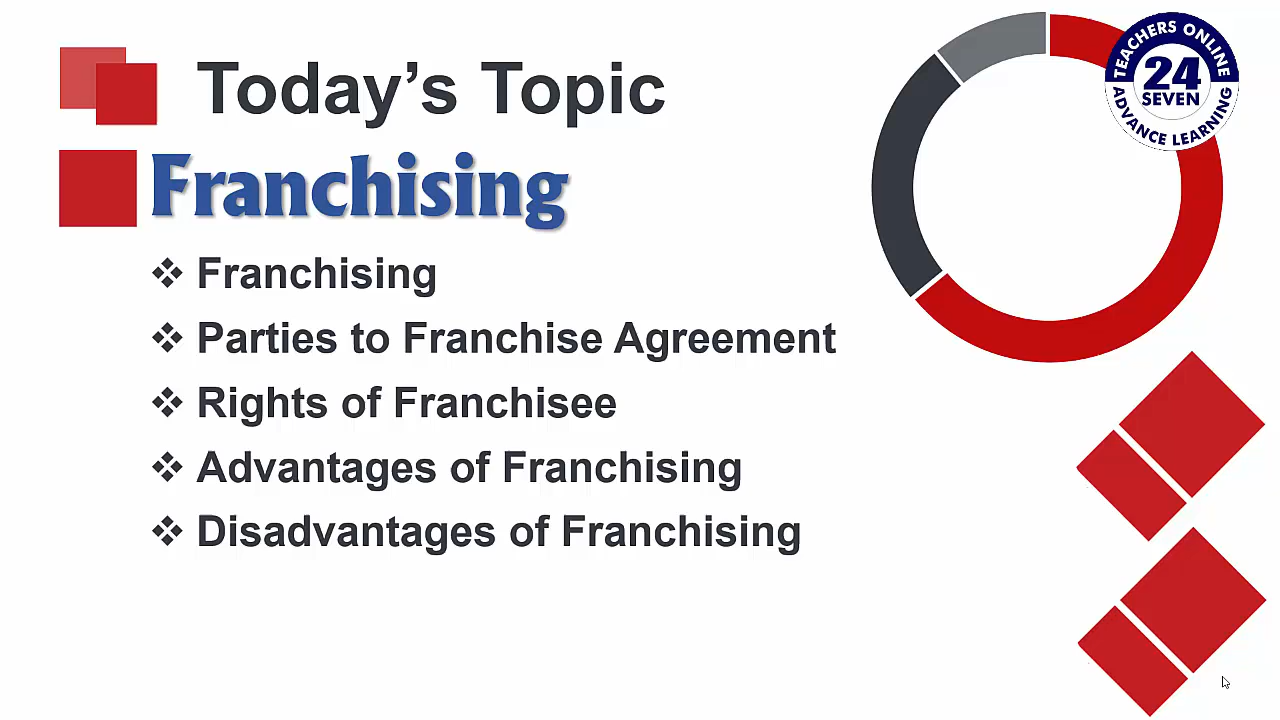 Today’s Topic
Franchising
❖ Franchising
❖ Parties to Franchise Agreement
❖ Rights of Franchisee
❖ Advantages of Franchising
❖ Disadvantages of Franchising
TEACHERS ONLINE
24
SEVEN
ADVANCE LEARNING